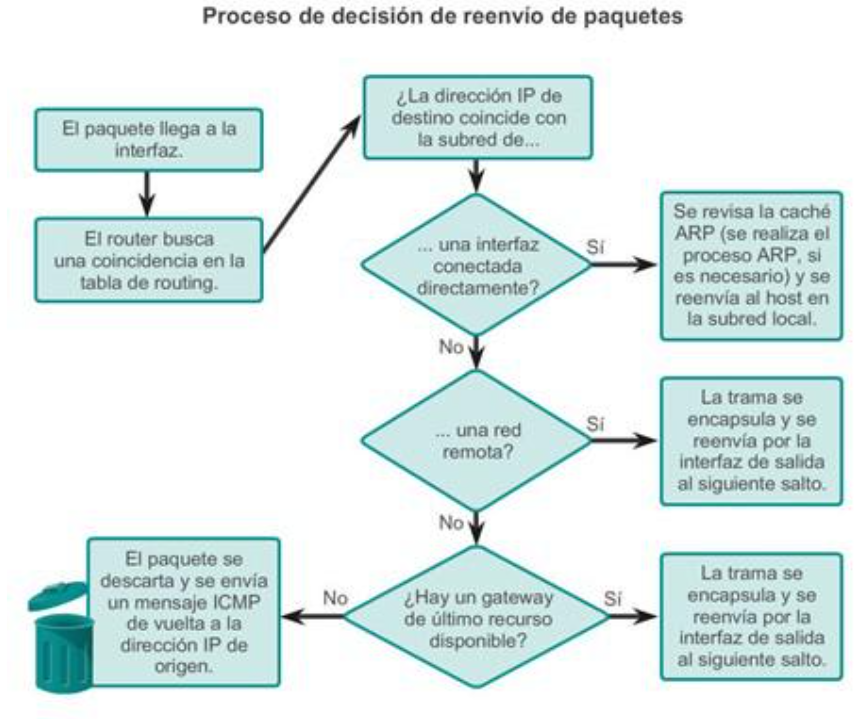 Proceso de decisión de reenvío de paquetes
El paquete llega a la
interfaz.
El router busca
una coincidencia en la
tabla de routing.
¿La dirección IP de
destino coincide con
la subred de...
... una interfaz
conectada
directamente?
Sí
Se revisa la caché
ARP (se realiza el
proceso ARP, si
es necesario) y se
reenvía al host en
la subred local.
No
... una red
remota?
Sí
La trama se
encapsula y se
reenvía por la
interfaz de salida
al siguiente salto.
No
¿Hay un gateway
de último recurso
disponible?
Sí
La trama se
encapsula y se
reenvía por la
interfaz de salida
al siguiente salto.
No
El paquete se
descarta y se envía
un mensaje ICMP
de vuelta a la
dirección IP de
origen.